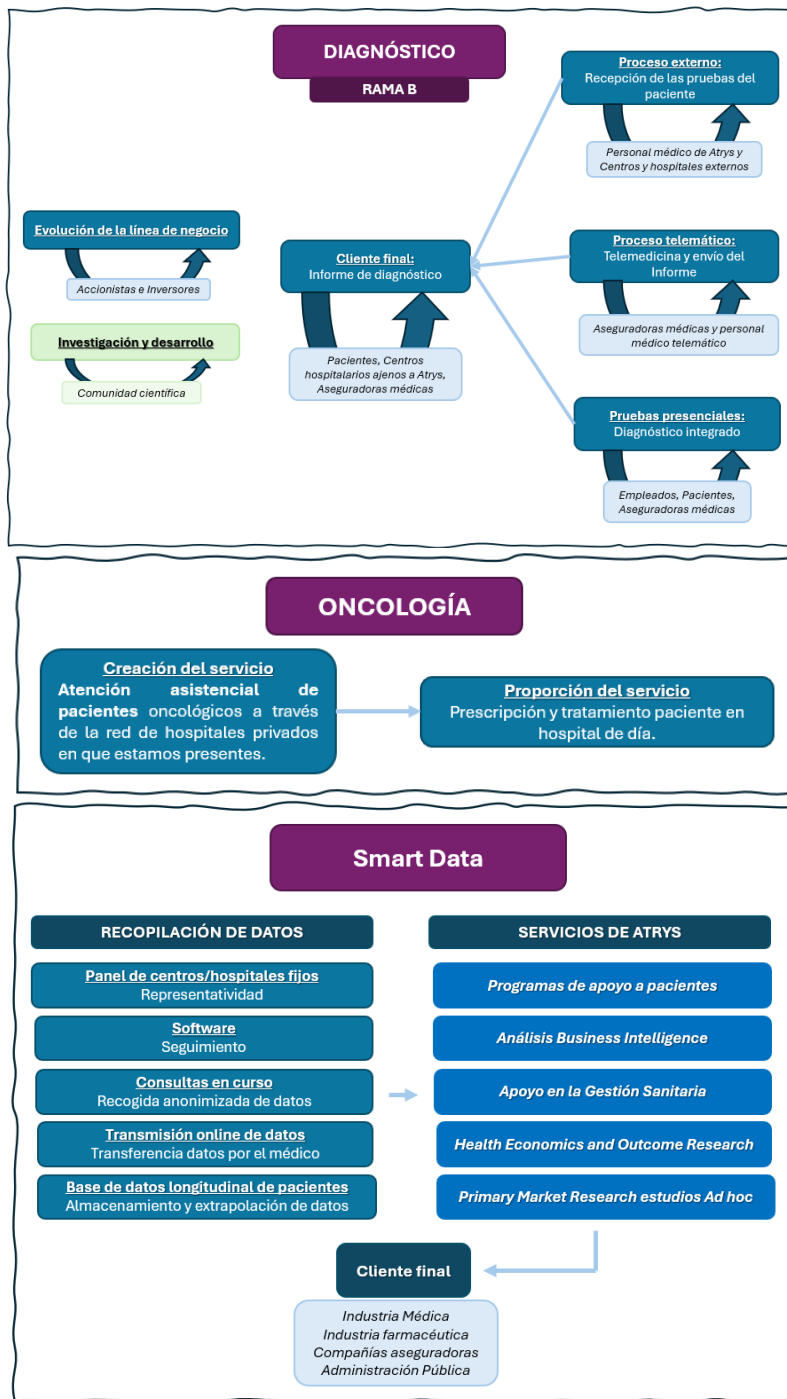 DIAGNÓSTICO
RAMA B
Proceso externo:
Recepción de las pruebas del
paciente
Personal médico de Atrys y
Centros y hospitales externos
Evolución de la línea de negocio
Accionistas e Inversores
Investigación y desarrollo
Comunidad científica
Cliente final:
Informe de diagnóstico
Pacientes, Centros
hospitalarios ajenos a Atrys,
Aseguradoras médicas
Proceso telemático:
Telemedicina y envío del
Informe
Aseguradoras médicas y personal
médico telemático
Pruebas presenciales:
Diagnóstico integrado
Empleados, Pacientes,
Aseguradoras médicas
ONCOLOGÍA
Creación del servicio
Atención asistencial de
pacientes oncológicos a través
de la red de hospitales privados
en que estamos presentes.
Proporción del servicio
Prescripción y tratamiento paciente en
hospital de día.
Smart Data
RECOPILACIÓN DE DATOS
Panel de centros/hospitales fijos
Representatividad
Software
Seguimiento
Consultas en curso
Recogida anonimizada de datos
Transmisión online de datos
Transferencia datos por el médico
Base de datos longitudinal de pacientes
Almacenamiento y extrapolación de datos
SERVICIOS DE ATRYS
Programas de apoyo a pacientes
Análisis Business Intelligence
Apoyo en la Gestión Sanitaria
Health Economics and Outcome Research
Primary Market Research estudios Ad hoc
Cliente final
Industria Médica
Industria farmacéutica
Compañías aseguradoras
Administración Pública